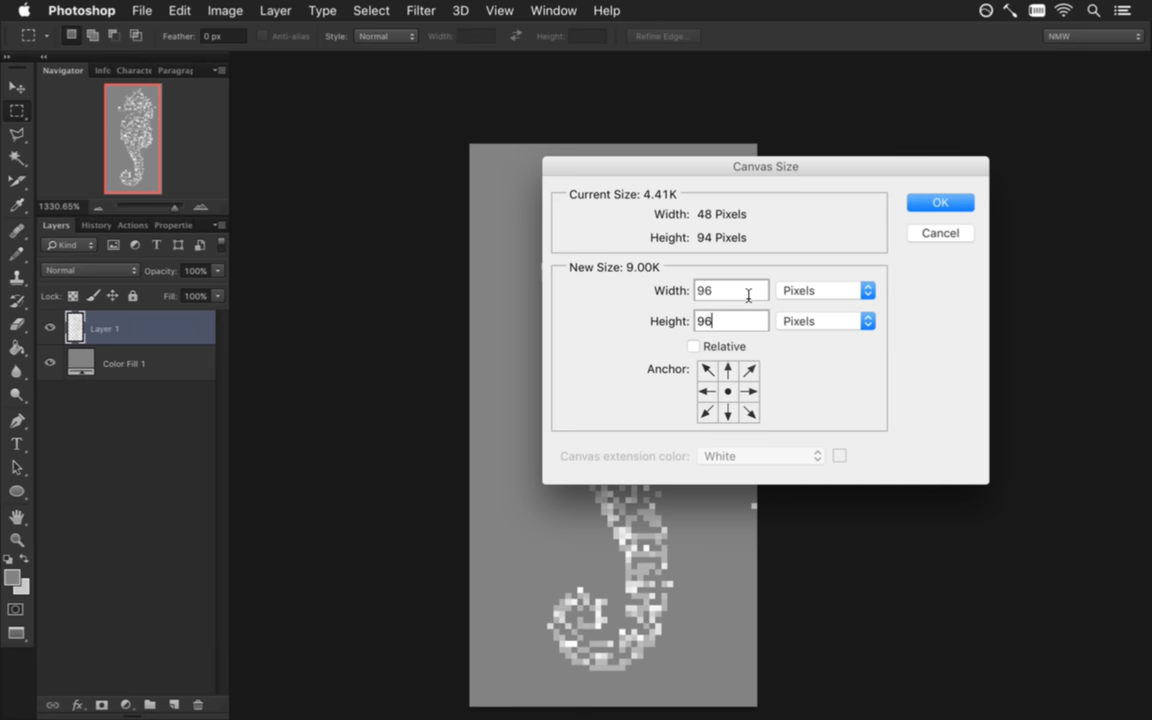 Photoshop File Edit Image Layer Type Select Filter 3D View Window Help
Feather: 0 px Anti-alias Style: Normal Width: Height: Refine Edge... NMW
Navigator Info Characte Paragrap
1330.65%
Layers History Actions Propertie
Kind
Normal Opacity: 100%
Lock: Fill: 100%
Layer 1
Color Fill 1
Canvas Size
Current Size: 4.41K
Width: 48 Pixels
Height: 94 Pixels
OK
Cancel
New Size: 9.00K
Width: 96 Pixels
Height: 96 Pixels
Relative
Anchor:
Canvas extension color: White